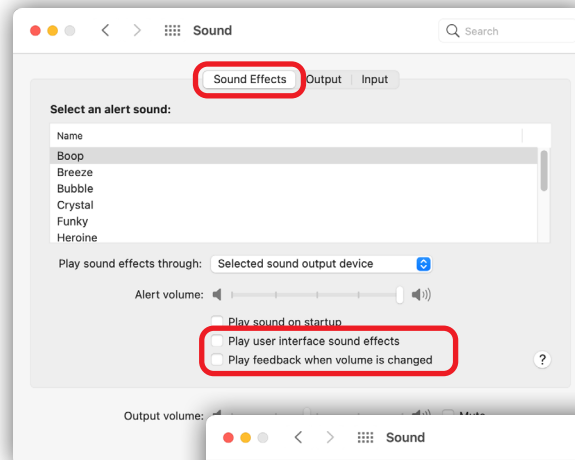 Sound
Search
Sound Effects Output Input
Select an alert sound:
Name
Boop
Breeze
Bubble
Crystal
Funky
Heroine
Play sound effects through: Selected sound output device
Alert volume:
Play sound on startup
Play user interface sound effects
Play feedback when volume is changed
?
Output volume: Mute
Sound